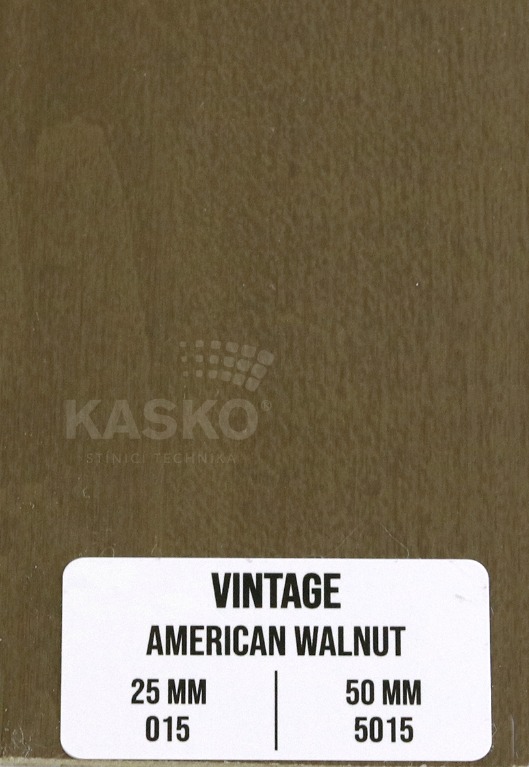 KASKO®
STÍNICÍ TECHNIKA
VINTAGE
AMERICAN WALNUT
25 MM 50 MM
015 5015